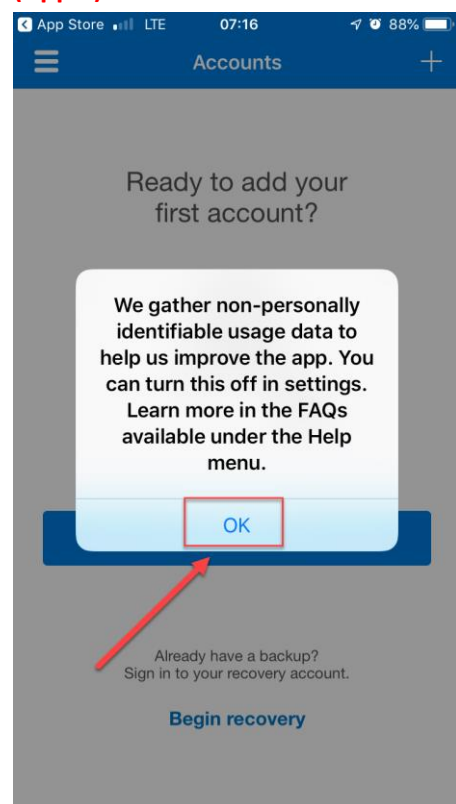 App Store LTE 07:16 88%
Accounts
Ready to add your
first account?
We gather non-personally
identifiable usage data to
help us improve the app. You
can turn this off in settings.
Learn more in the FAQs
available under the Help
menu.
OK
Already have a backup?
Sign in to your recovery account.
Begin recovery